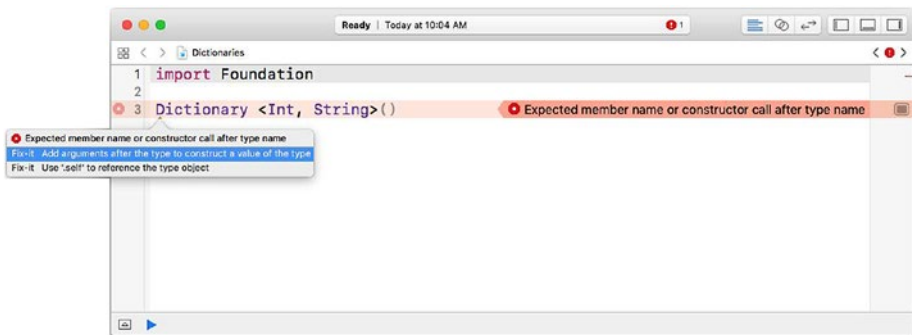 Ready | Today at 10:04 AM
1
Dictionaries
1 import Foundation
2
3 Dictionary <Int, String>()
Expected member name or constructor call after type name
Expected member name or constructor call after type name
Fix-it Add arguments after the type to construct a value of the type
Fix-it Use '.self' to reference the type object